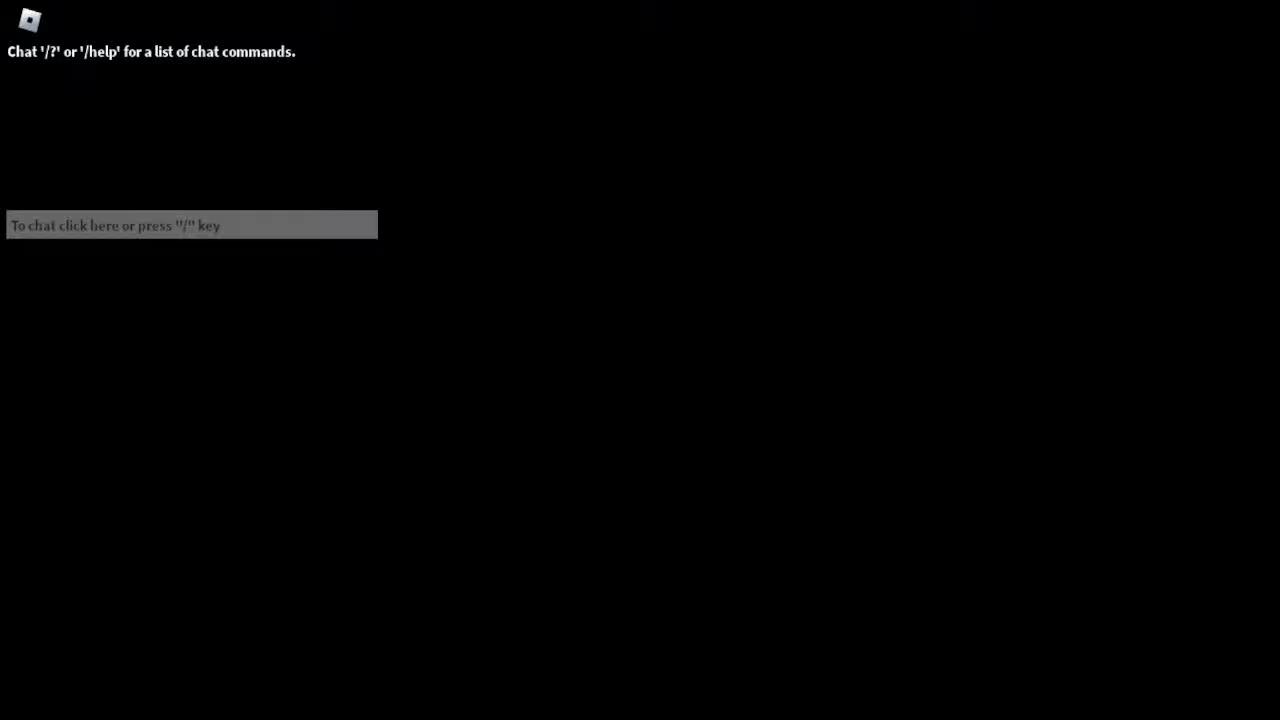 Chat '/?' or '/help' for a list of chat commands.
To chat click here or press "/" key